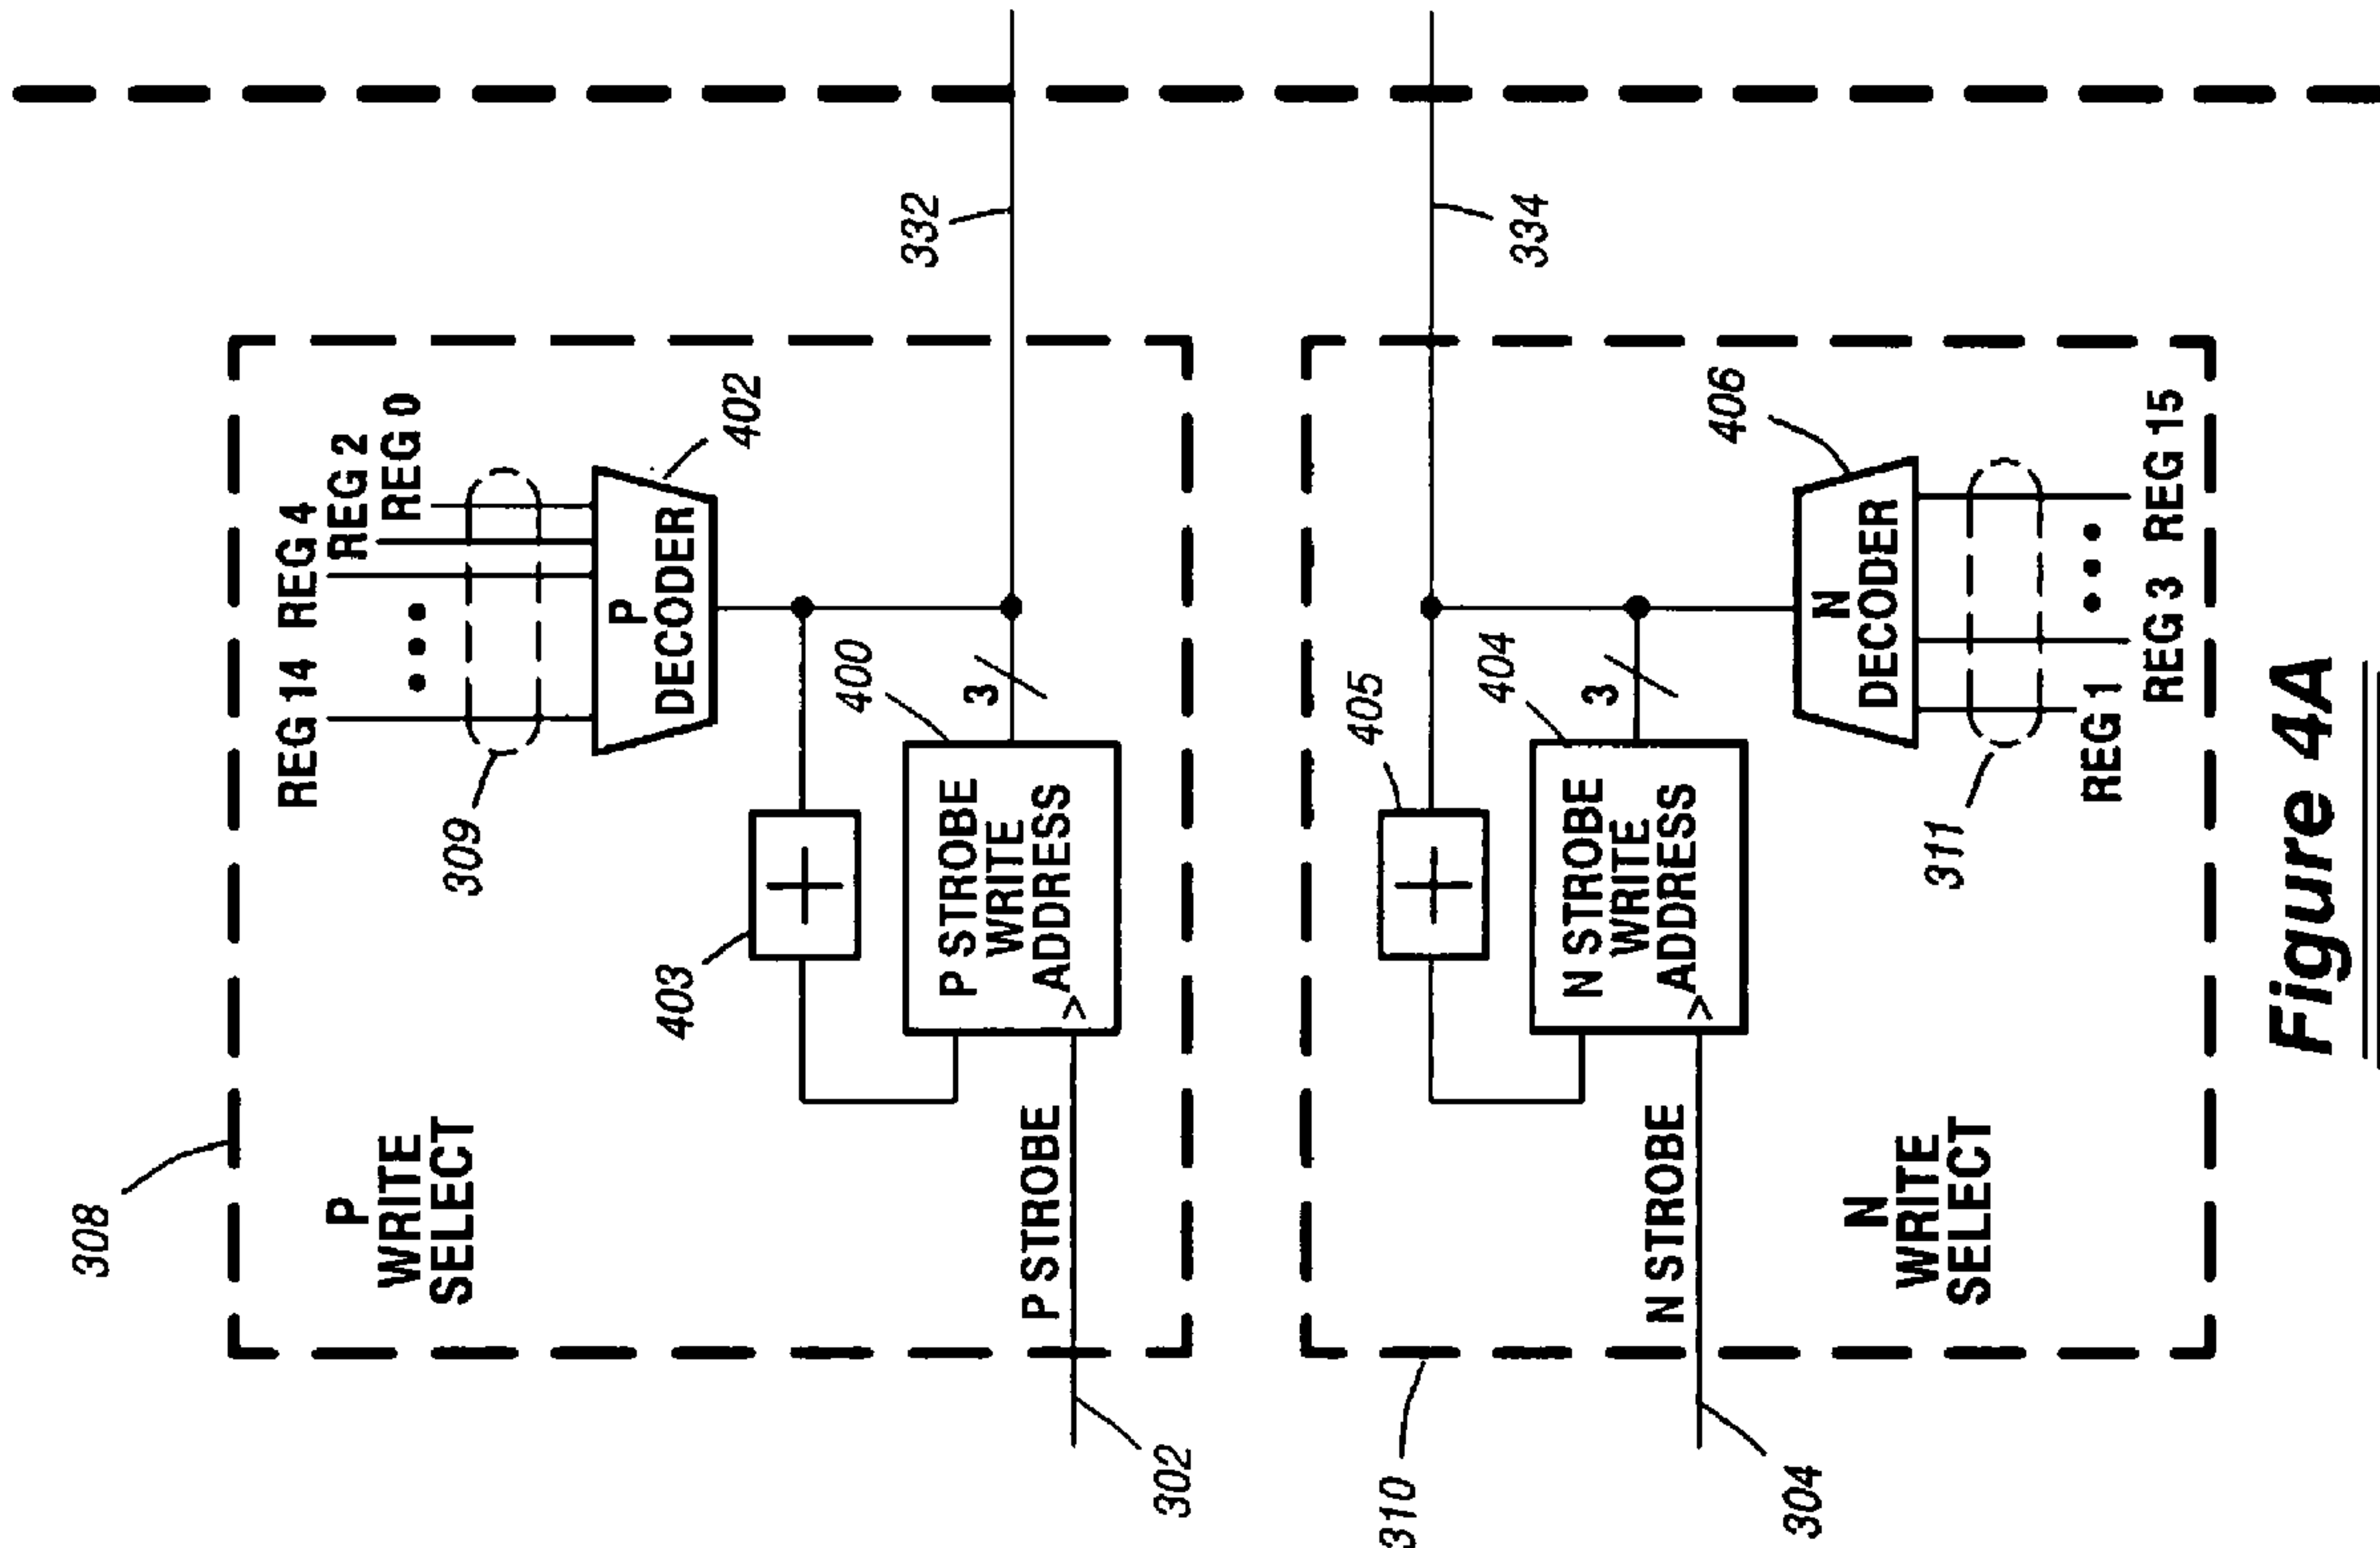 308
P
WRITE
SELECT
REG 14 REG 4
REG 2
REG 0
309
P
DECODER
402
403
400
3
P STROBE
WRITE
ADDRESS
>
P STROBE
302
332
334
310
405
404
3
N STROBE
WRITE
ADDRESS
>
N STROBE
304
N
WRITE
SELECT
406
N
DECODER
311
REG 1
REG 3 REG 15
Figure 4A